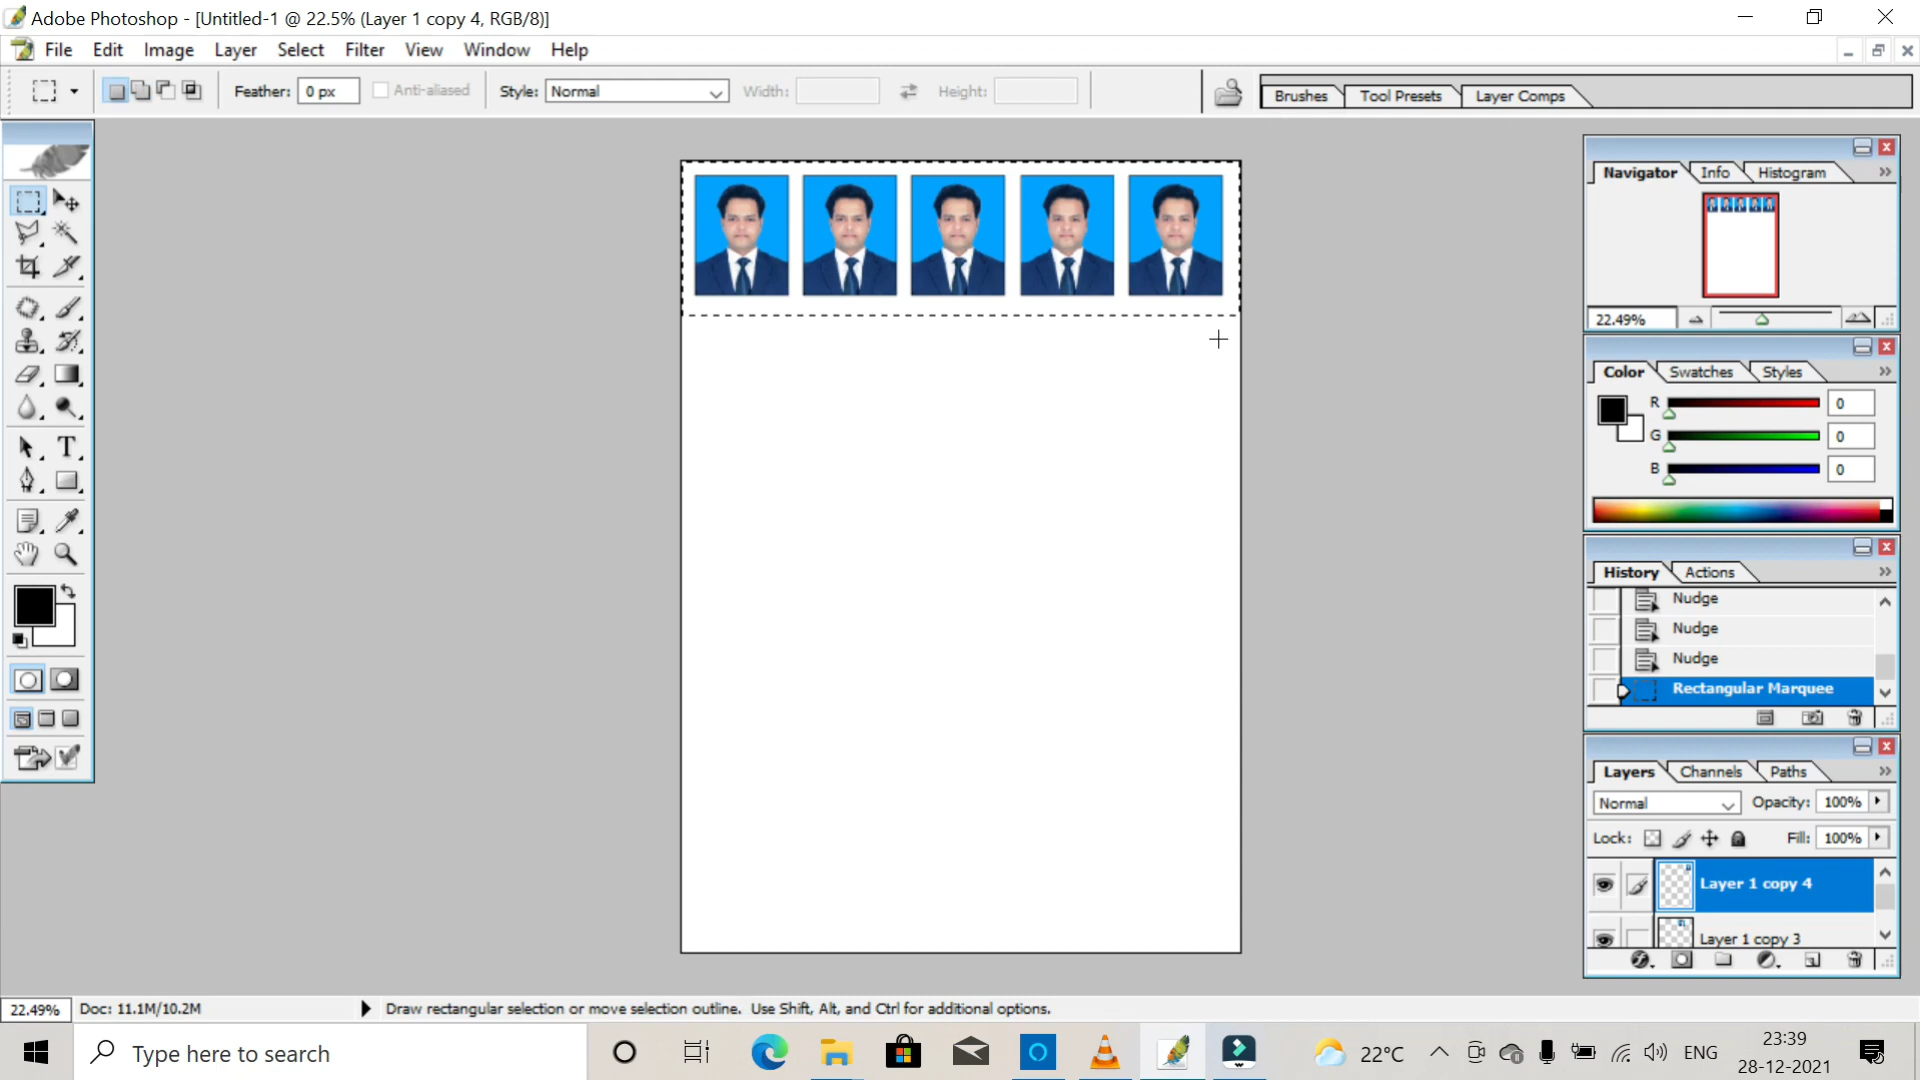 Adobe Photoshop - [Untitled-1 @ 22.5% (Layer 1 copy 4, RGB/8)]
File Edit Image Layer Select Filter View Window Help
Feather: 0 px Anti-aliased Style: Normal Width: Height: Brushes Tool Presets Layer Comps
Navigator Info Histogram
22.49%
Color Swatches Styles
R 0
G 0
B 0
T
History Actions
Nudge
Nudge
Nudge
Rectangular Marquee
Layers Channels Paths
Normal Opacity: 100%
Lock: Fill: 100%
Layer 1 copy 4
Layer 1 copy 3
22.49% Doc: 11.1M/10.2M Draw rectangular selection or move selection outline. Use Shift, Alt, and Ctrl for additional options.
Type here to search 22°C ENG 23:39
28-12-2021